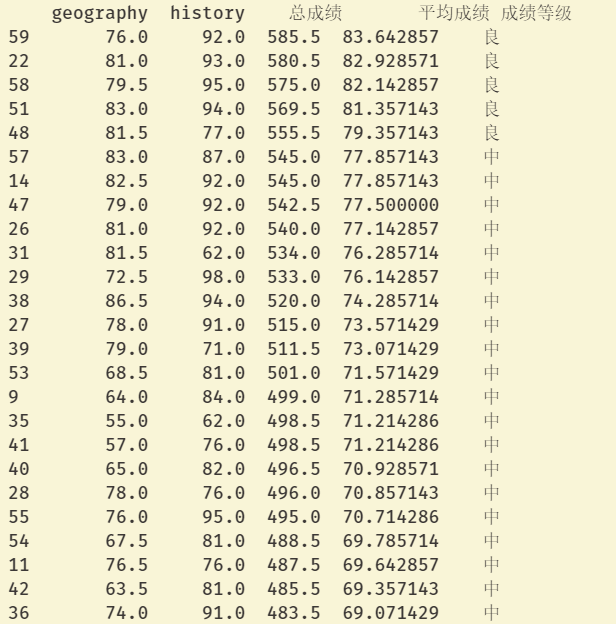 geography history 总成绩 平均成绩 成绩等级
59 76.0 92.0 585.5 83.642857 良
22 81.0 93.0 580.5 82.928571 良
58 79.5 95.0 575.0 82.142857 良
51 83.0 94.0 569.5 81.357143 良
48 81.5 77.0 555.5 79.357143 良
57 83.0 87.0 545.0 77.857143 中
14 82.5 92.0 545.0 77.857143 中
47 79.0 92.0 542.5 77.500000 中
26 81.0 92.0 540.0 77.142857 中
31 81.5 62.0 534.0 76.285714 中
29 72.5 98.0 533.0 76.142857 中
38 86.5 94.0 520.0 74.285714 中
27 78.0 91.0 515.0 73.571429 中
39 79.0 71.0 511.5 73.071429 中
53 68.5 81.0 501.0 71.571429 中
9 64.0 84.0 499.0 71.285714 中
35 55.0 62.0 498.5 71.214286 中
41 57.0 76.0 498.5 71.214286 中
40 65.0 82.0 496.5 70.928571 中
28 78.0 76.0 496.0 70.857143 中
55 76.0 95.0 495.0 70.714286 中
54 67.5 81.0 488.5 69.785714 中
11 76.5 76.0 487.5 69.642857 中
42 63.5 81.0 485.5 69.357143 中
36 74.0 91.0 483.5 69.071429 中